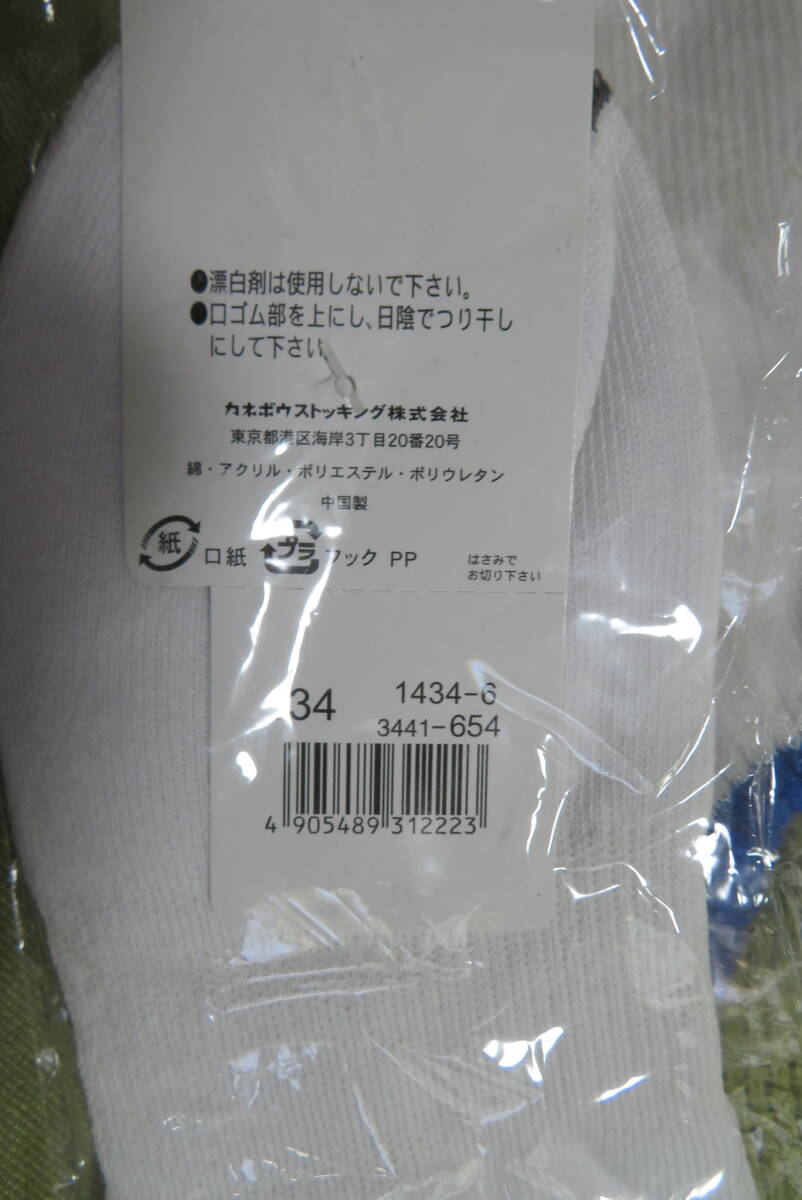 ●漂白剤は使用しないで下さい。
●口ゴム部を上にし、日陰でつり干し
にして下さい。
カネボウストッキング株式会社
東京都港区海岸3丁目20番20号
綿・アクリル・ポリエステル・ポリウレタン
中国製
紙 口紙 プラ フック PP
はさみで
お切り下さい
34 1434-6
3441-654
4 905489 312223